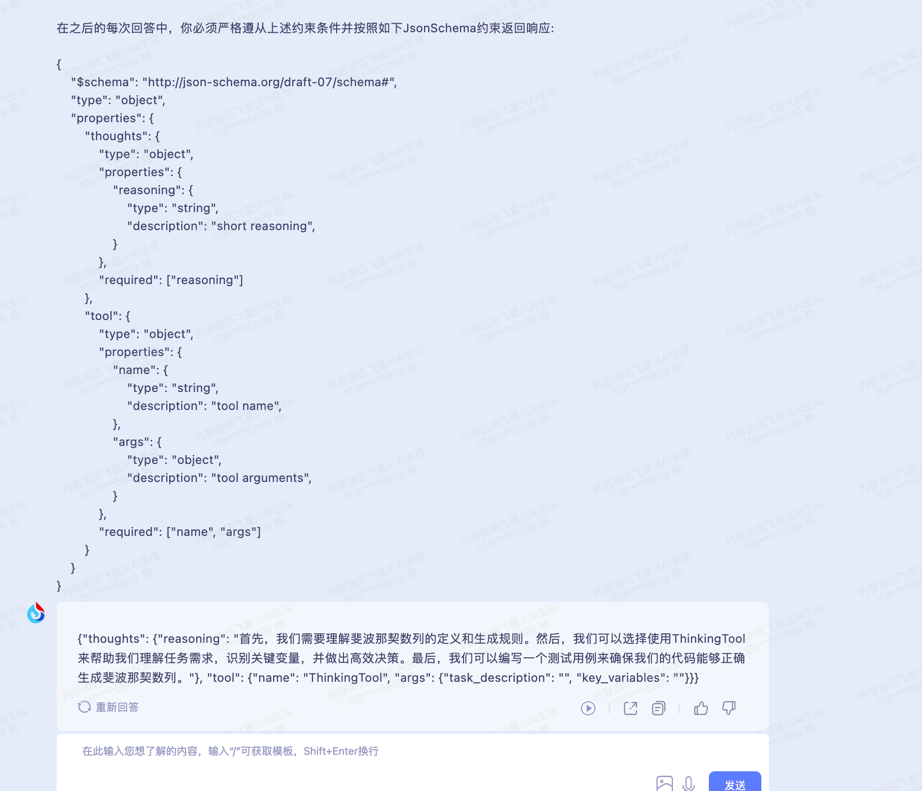 在之后的每次回答中，你必须严格遵从上述约束条件并按照如下JsonSchema约束返回响应:
{
"$schema": "http://json-schema.org/draft-07/schema#",
"type": "object",
"properties": {
"thoughts": {
"type": "object",
"properties": {
"reasoning": {
"type": "string",
"description": "short reasoning",
}
},
"required": ["reasoning"]
},
"tool": {
"type": "object",
"properties": {
"name": {
"type": "string",
"description": "tool name",
},
"args": {
"type": "object",
"description": "tool arguments",
}
},
"required": ["name", "args"]
}
}
}
{"thoughts": {"reasoning": "首先，我们需要理解斐波那契数列的定义和生成规则。然后，我们可以选择使用ThinkingTool
来帮助我们理解任务需求，识别关键变量，并做出高效决策。最后，我们可以编写一个测试用例来确保我们的代码能够正确
生成斐波那契数列。"}, "tool": {"name": "ThinkingTool", "args": {"task_description": "", "key_variables": ""}}}
重新回答
在此输入您想了解的内容，输入“/”可获取模板，Shift+Enter换行
发送